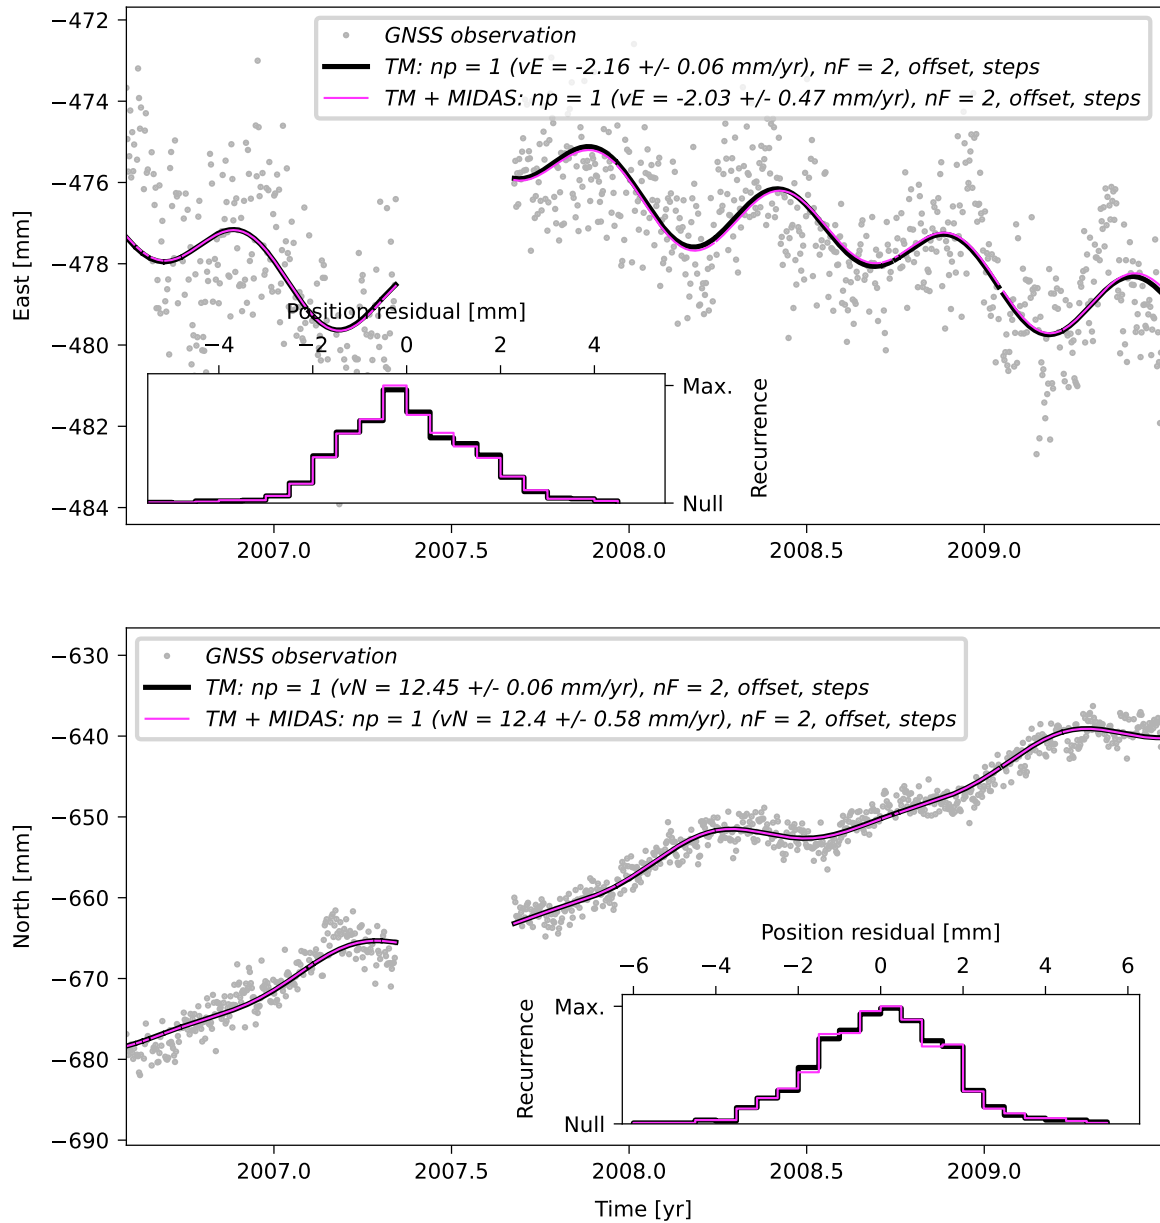 −472
GNSS observation
TM: np = 1 (vE = -2.16 +/- 0.06 mm/yr), nF = 2, offset, steps
TM + MIDAS: np = 1 (vE = -2.03 +/- 0.47 mm/yr), nF = 2, offset, steps
−474
−476
−478
−480
−482
−484
East [mm]
Position residual [mm]
−4 −2 0 2 4
Max.
Null
Recurrence
2007.0 2007.5 2008.0 2008.5 2009.0
−630
GNSS observation
TM: np = 1 (vN = 12.45 +/- 0.06 mm/yr), nF = 2, offset, steps
TM + MIDAS: np = 1 (vN = 12.4 +/- 0.58 mm/yr), nF = 2, offset, steps
−640
−650
−660
−670
−680
−690
North [mm]
Position residual [mm]
−6 −4 −2 0 2 4 6
Max.
Null
Recurrence
2007.0 2007.5 2008.0 2008.5 2009.0
Time [yr]